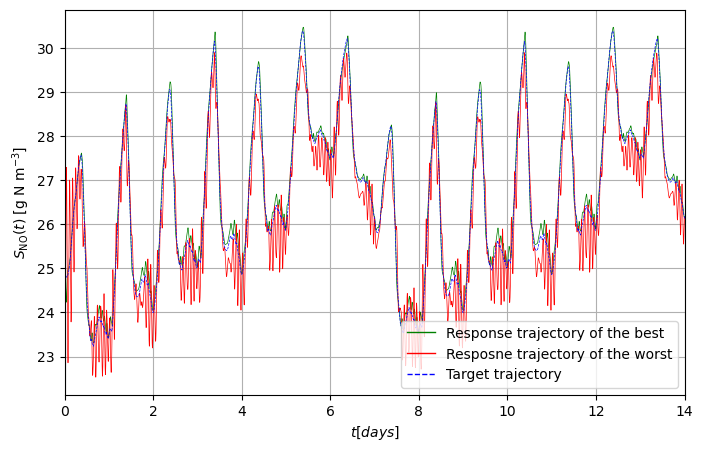 30
29
28
27
26
25
24
23
S_NO(t) [g N m⁻³]
Response trajectory of the best
Resposne trajectory of the worst
Target trajectory
0 2 4 6 8 10 12 14
t[days]